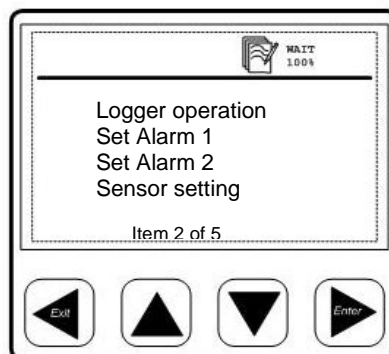 WAIT
100%
Logger operation
Set Alarm 1
Set Alarm 2
Sensor setting
Item 2 of 5
Exit
Enter